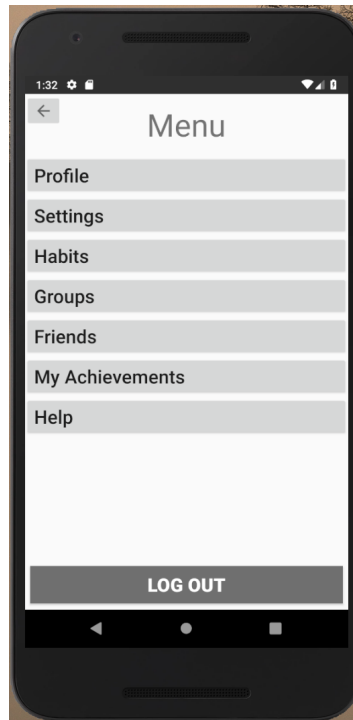 1:32
Menu
Profile
Settings
Habits
Groups
Friends
My Achievements
Help
LOG OUT